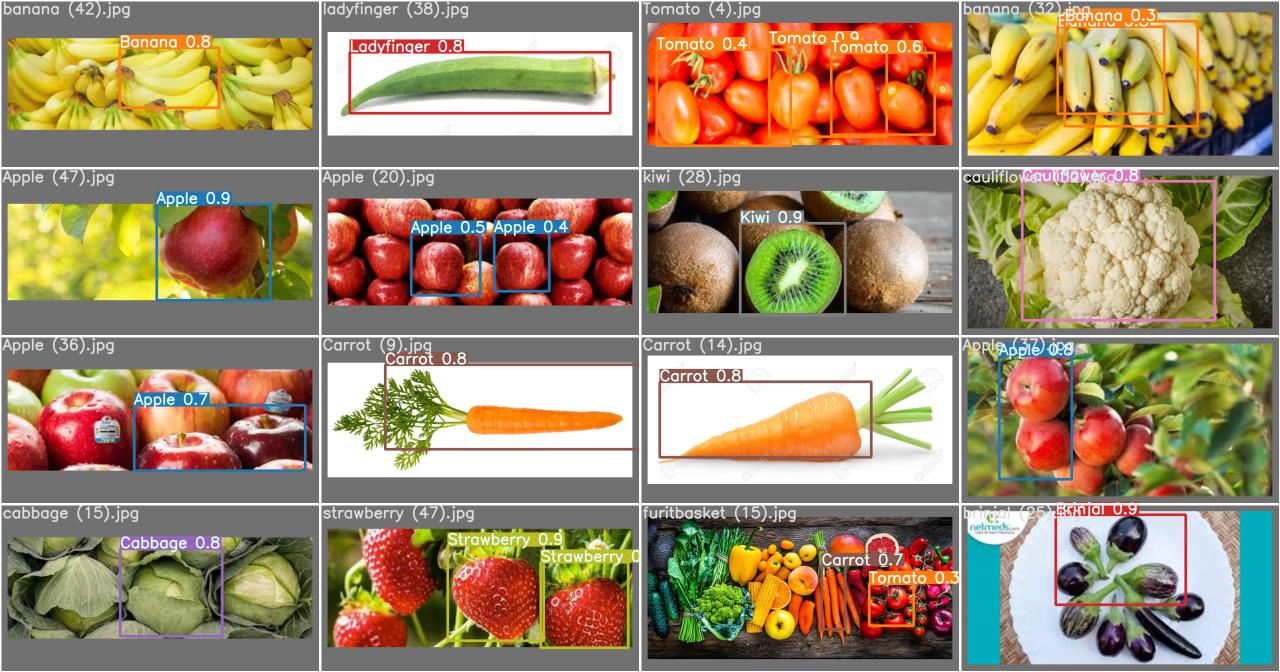 banana (42).jpg
Banana 0.8
ladyfinger (38).jpg
Ladyfinger 0.8
Tomato (4).jpg
Tomato 0.4
Tomato 0.9
Tomato 0.6
banana (32).jpg
Banana 0.3
Banana 0.8
Apple (47).jpg
Apple 0.9
Apple (20).jpg
Apple 0.5
Apple 0.4
kiwi (28).jpg
Kiwi 0.9
Cauliflower 0.8
Apple (36).jpg
Apple 0.7
Carrot (9).jpg
Carrot 0.8
Carrot (14).jpg
Carrot 0.8
Apple (37).jpg
Apple 0.8
cabbage (15).jpg
Cabbage 0.8
strawberry (47).jpg
Strawberry 0.9
Strawberry 0
furitbasket (15).jpg
Carrot 0.7
Tomato 0.3
brinjal (25).jpg
Brinjal 0.9
netmeds.com